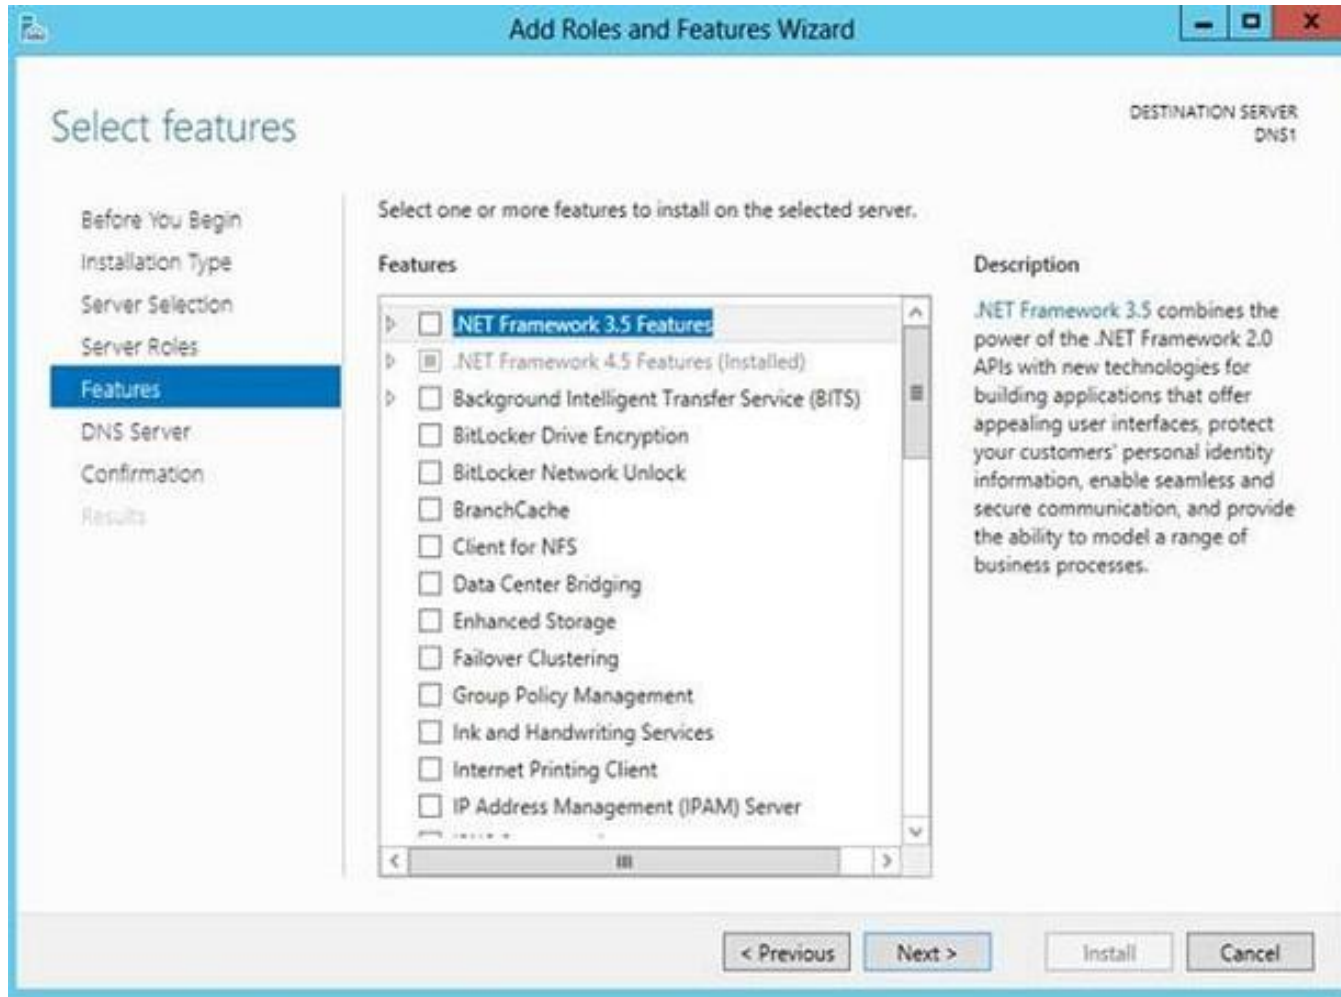 Add Roles and Features Wizard
Select features
DESTINATION SERVER
DNS1
Before You Begin
Installation Type
Server Selection
Server Roles
Features
DNS Server
Confirmation
Results
Select one or more features to install on the selected server.
Features
.NET Framework 3.5 Features
.NET Framework 4.5 Features (Installed)
Background Intelligent Transfer Service (BITS)
BitLocker Drive Encryption
BitLocker Network Unlock
BranchCache
Client for NFS
Data Center Bridging
Enhanced Storage
Failover Clustering
Group Policy Management
Ink and Handwriting Services
Internet Printing Client
IP Address Management (IPAM) Server
Description
.NET Framework 3.5 combines the
power of the .NET Framework 2.0
APIs with new technologies for
building applications that offer
appealing user interfaces, protect
your customers' personal identity
information, enable seamless and
secure communication, and provide
the ability to model a range of
business processes.
< Previous
Next >
Install
Cancel